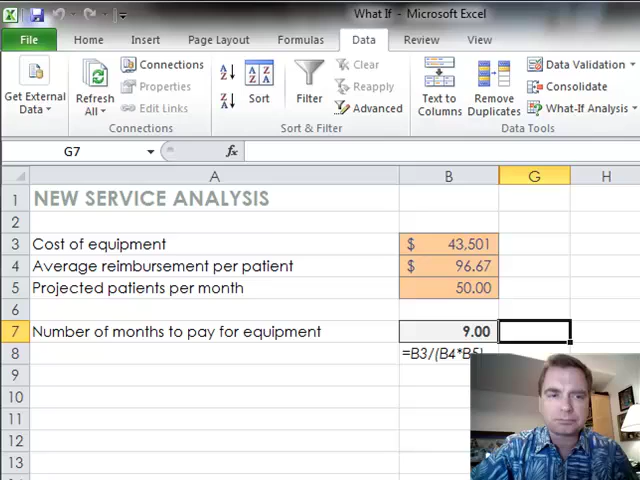 What If - Microsoft Excel
File Home Insert Page Layout Formulas Data Review View
Get External Data
Refresh All
Connections
Properties
Edit Links
Connections
Sort
Filter
Clear
Reapply
Advanced
Sort & Filter
Text to Columns
Remove Duplicates
Data Validation
Consolidate
What-If Analysis
Data Tools
G7 fx
A B G H
1 NEW SERVICE ANALYSIS
2
3 Cost of equipment $ 43,501
4 Average reimbursement per patient $ 96.67
5 Projected patients per month 50.00
6
7 Number of months to pay for equipment 9.00
8 =B3/(B4*B5)
9
10
11
12
13